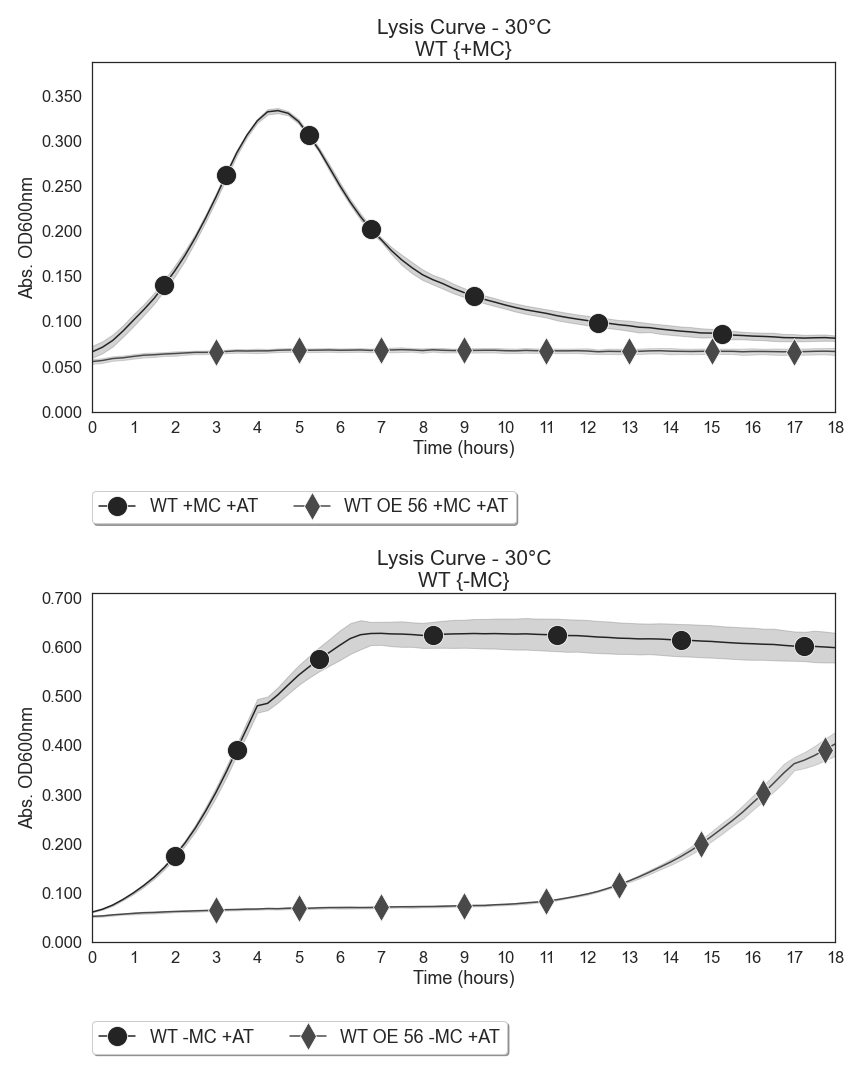 Lysis Curve - 30°C
WT {+MC}
Abs. OD600nm
0.350
0.300
0.250
0.200
0.150
0.100
0.050
0.000
0 1 2 3 4 5 6 7 8 9 10 11 12 13 14 15 16 17 18
Time (hours)
WT +MC +AT WT OE 56 +MC +AT
Lysis Curve - 30°C
WT {-MC}
Abs. OD600nm
0.700
0.600
0.500
0.400
0.300
0.200
0.100
0.000
0 1 2 3 4 5 6 7 8 9 10 11 12 13 14 15 16 17 18
Time (hours)
WT -MC +AT WT OE 56 -MC +AT